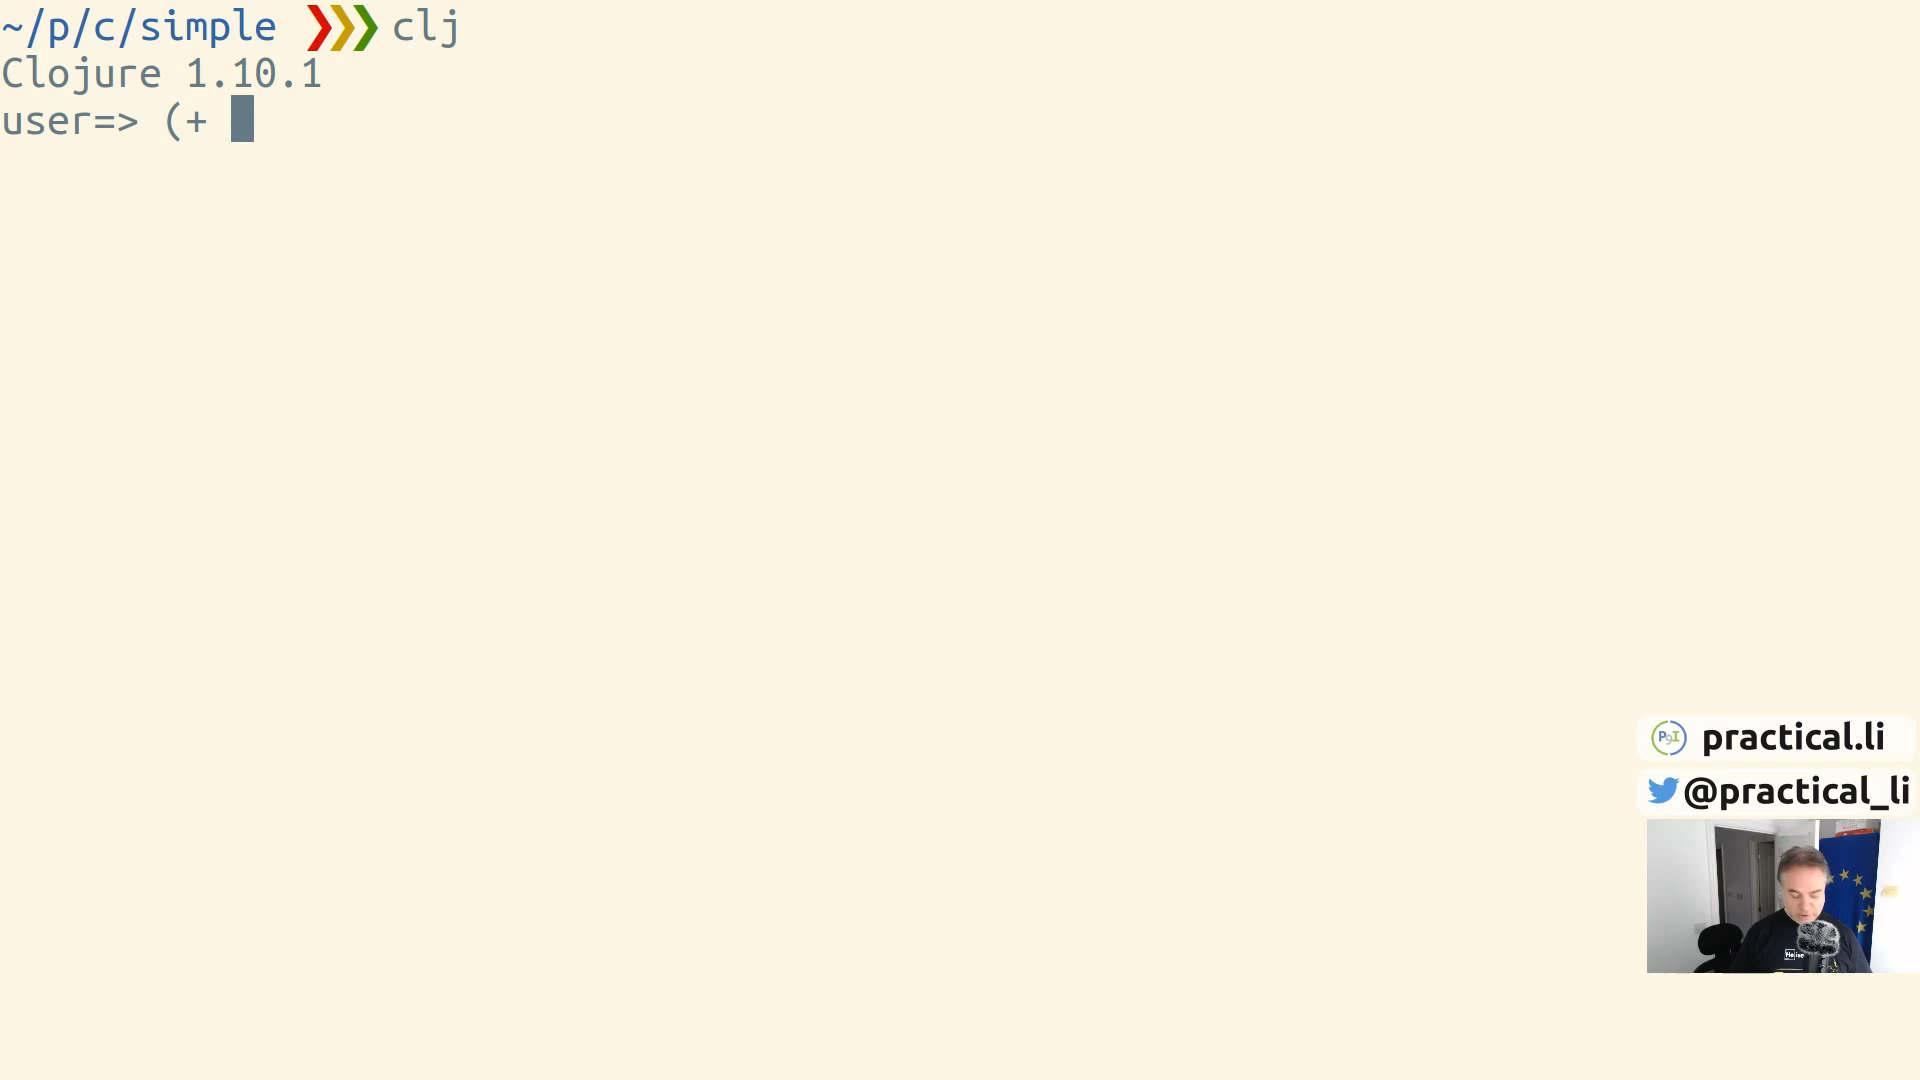 ~/p/c/simple ❯❯❯ clj
Clojure 1.10.1
user=> (+
practical.li
@practical_li